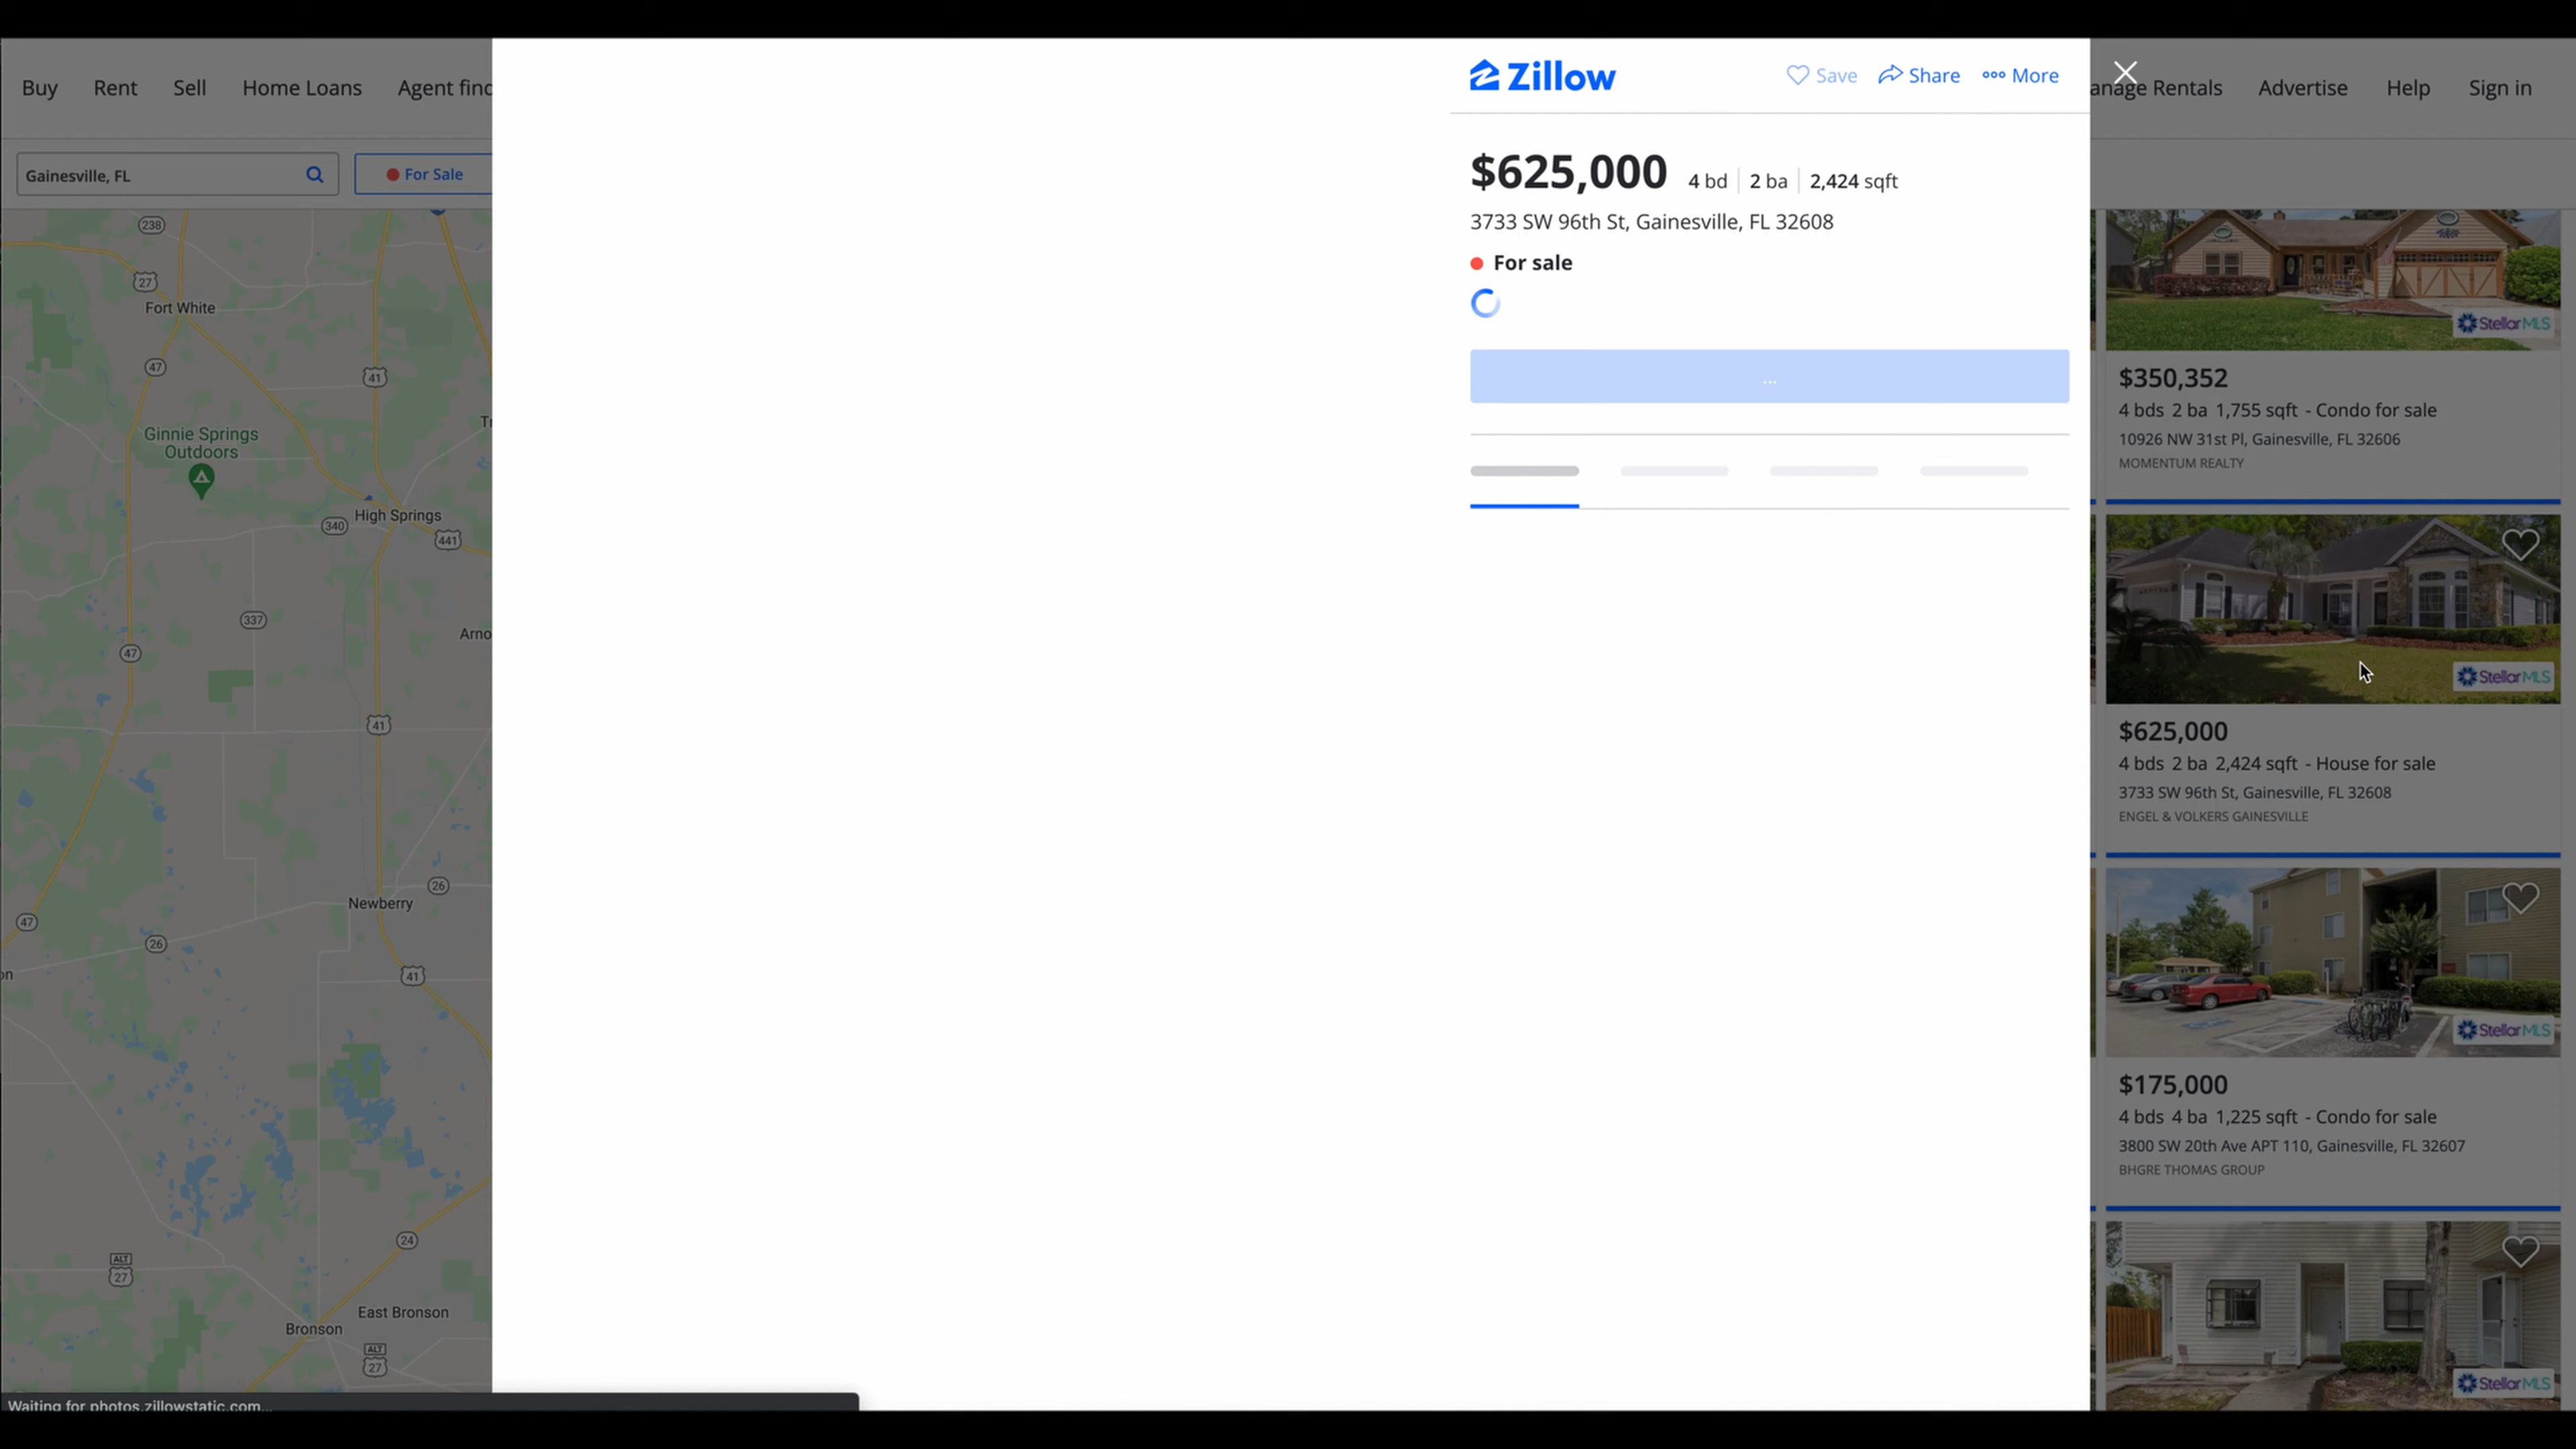 Buy Rent Sell Home Loans Agent find
Gainesville, FL
For Sale
238
27
Fort White
47
41
Ginnie Springs
Outdoors
High Springs
340
441
337
47
41
26
Newberry
47
26
41
24
ALT
27
East Bronson
Bronson
ALT
27
Waiting for photos.zillowstatic.com...
Zillow
Save Share More
$625,000 4 bd 2 ba 2,424 sqft
3733 SW 96th St, Gainesville, FL 32608
For sale
...
anage Rentals Advertise Help Sign in
StellarMLS
$350,352
4 bds 2 ba 1,755 sqft - Condo for sale
10926 NW 31st Pl, Gainesville, FL 32606
MOMENTUM REALTY
StellarMLS
$625,000
4 bds 2 ba 2,424 sqft - House for sale
3733 SW 96th St, Gainesville, FL 32608
ENGEL & VOLKERS GAINESVILLE
StellarMLS
$175,000
4 bds 4 ba 1,225 sqft - Condo for sale
3800 SW 20th Ave APT 110, Gainesville, FL 32607
BHGRE THOMAS GROUP
StellarMLS